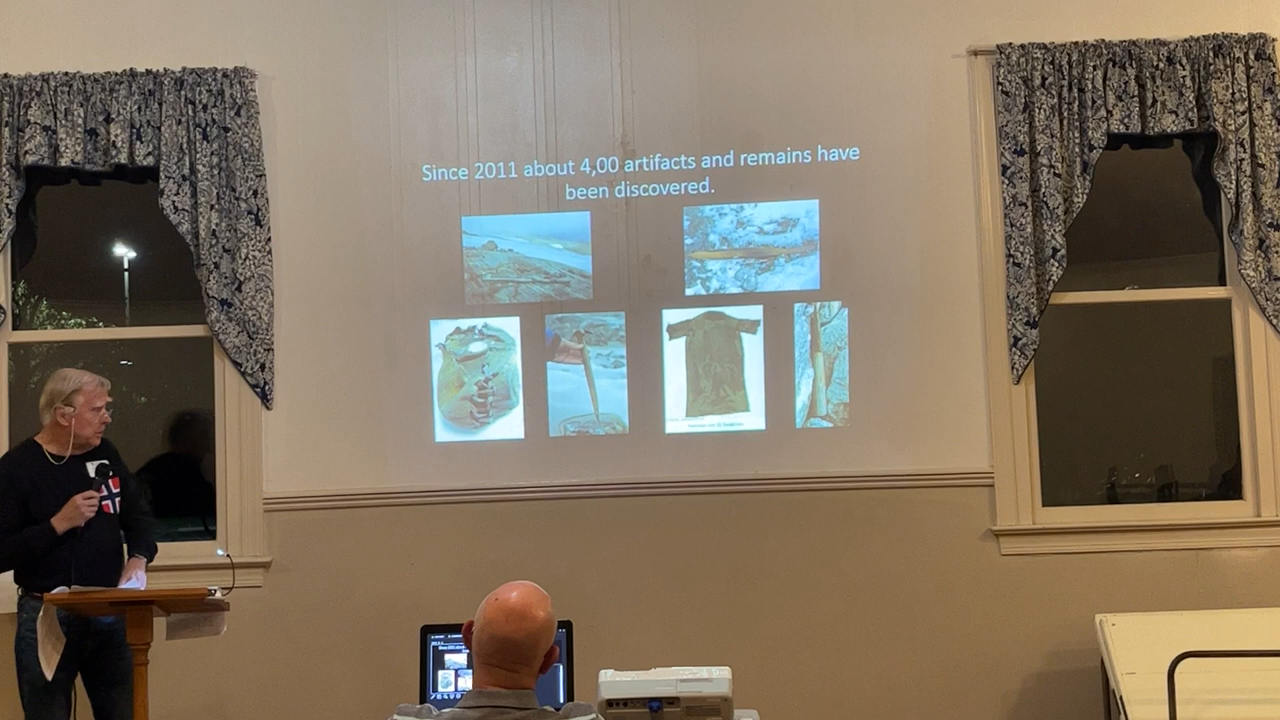 Since 2011 about 4,00 artifacts and remains have
been discovered.